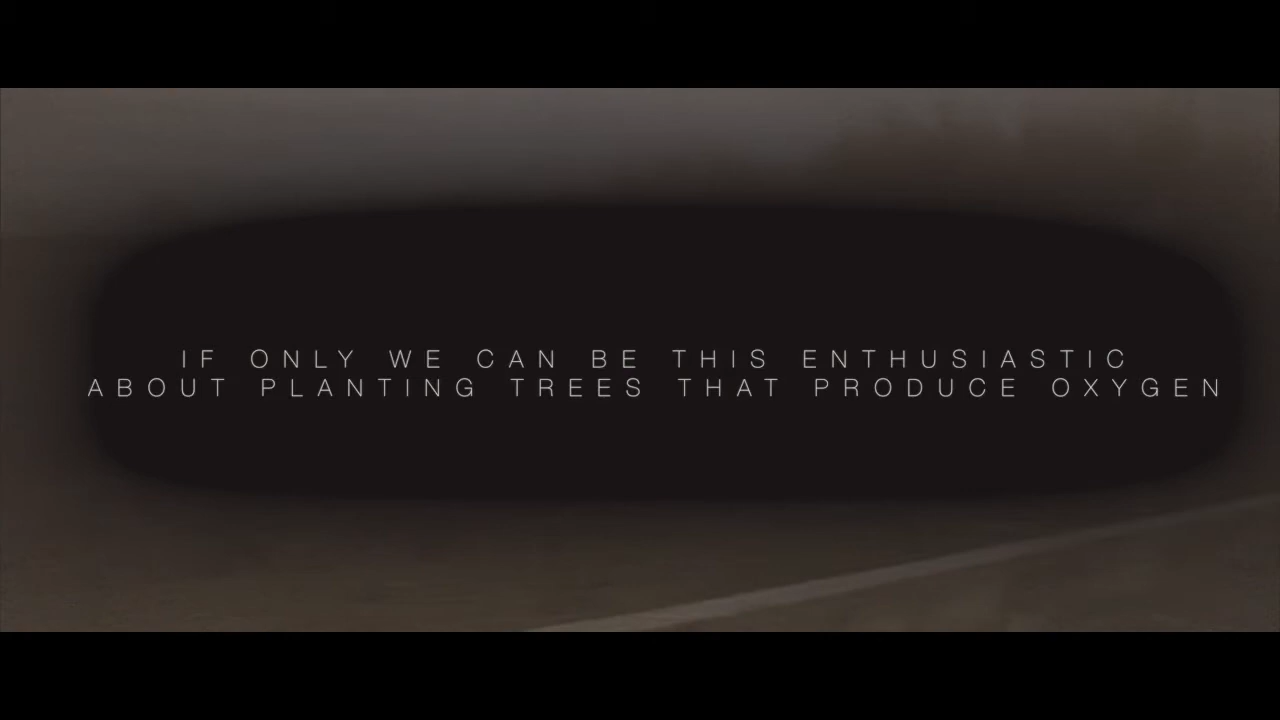 IF ONLY WE CAN BE THIS ENTHUSIASTIC
ABOUT PLANTING TREES THAT PRODUCE OXYGEN